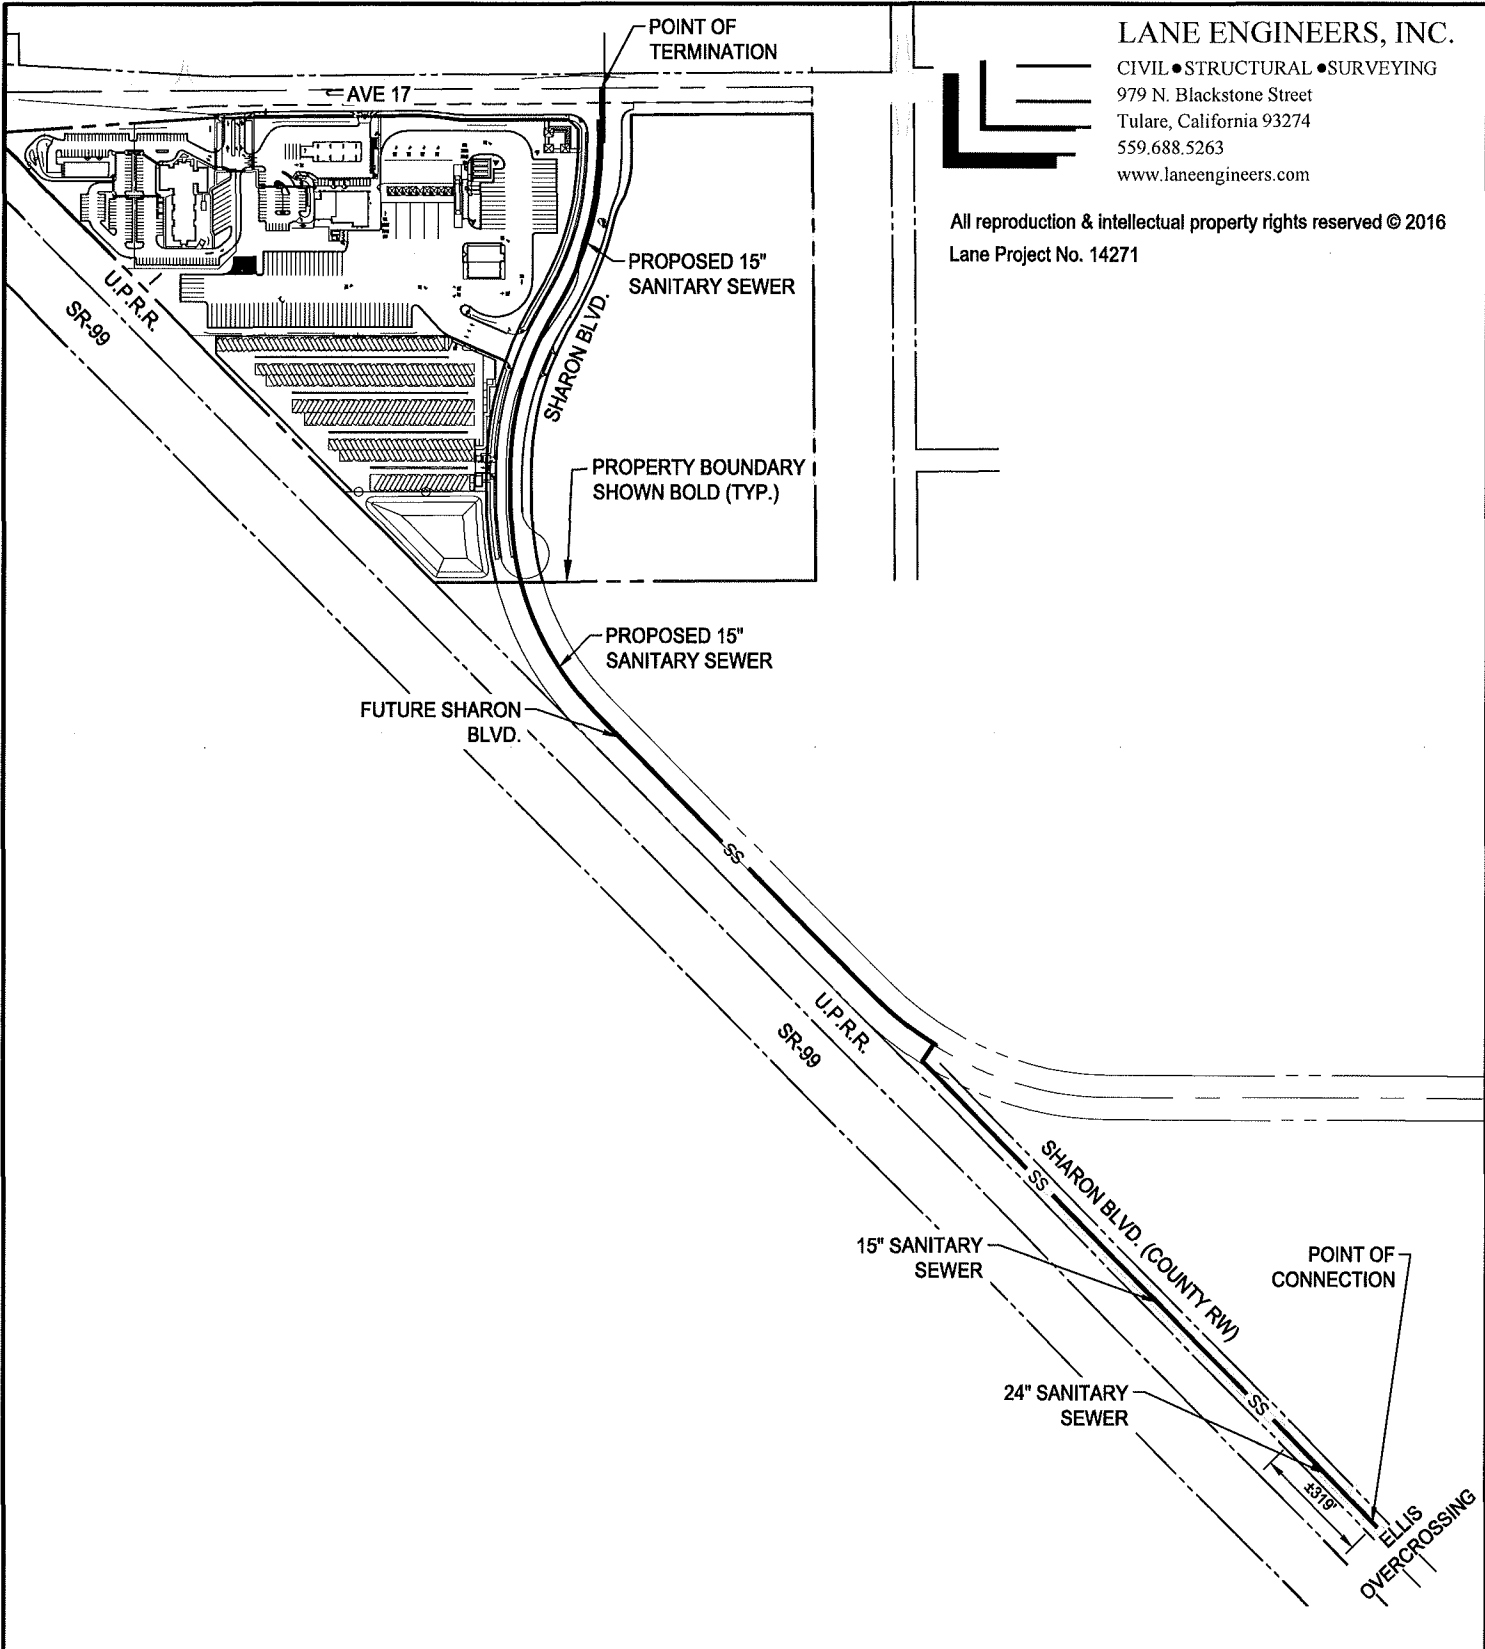 POINT OF
TERMINATION
LANE ENGINEERS, INC.
CIVIL●STRUCTURAL●SURVEYING
979 N. Blackstone Street
Tulare, California 93274
559.688.5263
www.laneengineers.com
All reproduction & intellectual property rights reserved © 2016
Lane Project No. 14271
AVE 17
PROPOSED 15"
SANITARY SEWER
U.P.R.R.
SR-99
SHARON BLVD.
PROPERTY BOUNDARY
SHOWN BOLD (TYP.)
PROPOSED 15"
SANITARY SEWER
FUTURE SHARON
BLVD.
SS
U.P.R.R.
SR-99
SHARON BLVD. (COUNTY RW)
SS
15" SANITARY
SEWER
POINT OF
CONNECTION
24" SANITARY
SEWER
SS
±319'
ELLIS
OVERCROSSING